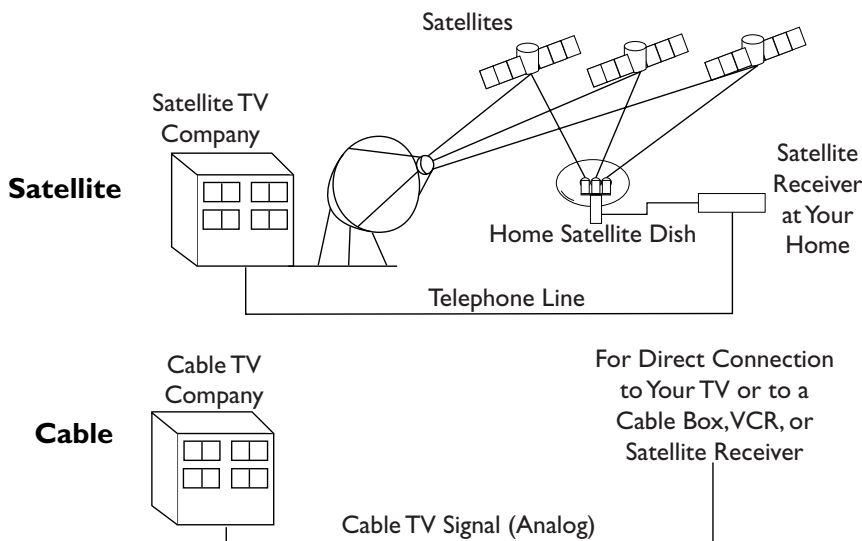 Satellites
Satellite TV
Company
Satellite
Satellite
Receiver
at Your
Home
Home Satellite Dish
Telephone Line
Cable TV
Company
Cable
For Direct Connection
to Your TV or to a
Cable Box, VCR, or
Satellite Receiver
Cable TV Signal (Analog)